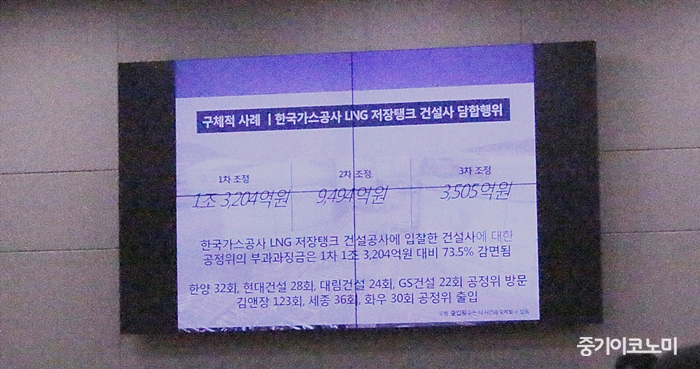 구체적 사례 | 한국가스공사 LNG 저장탱크 건설사 담합행위
1차 조정 2차 조정 3차 조정
1조 3,204억원 9,494억원 3,505억원
한국가스공사 LNG 저장탱크 건설공사에 입찰한 건설사에 대한
공정위의 부과과징금은 1차 1조 3,204억원 대비 73.5% 감면됨
한양 32회, 현대건설 28회, 대림건설 24회, GS건설 22회 공정위 방문
김앤장 123회, 세종 36회, 화우 30회 공정위 출입
중기이코노미